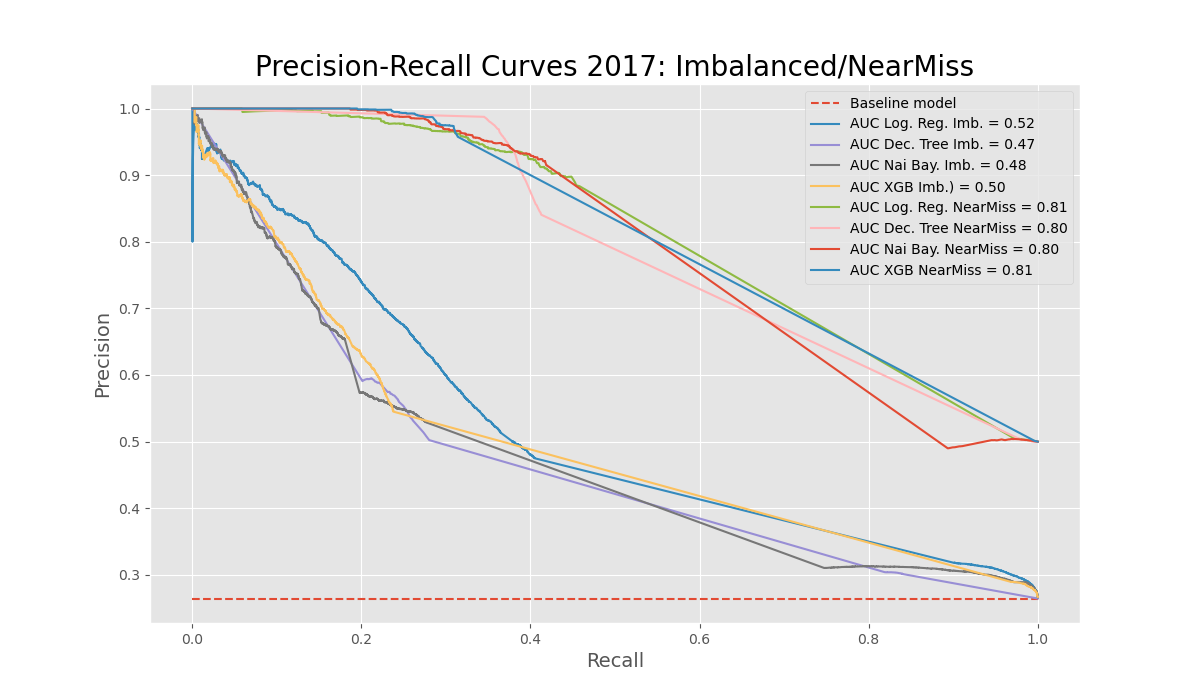 Precision-Recall Curves 2017: Imbalanced/NearMiss
Baseline model
AUC Log. Reg. Imb. = 0.52
AUC Dec. Tree Imb. = 0.47
AUC Nai Bay. Imb. = 0.48
AUC XGB Imb.) = 0.50
AUC Log. Reg. NearMiss = 0.81
AUC Dec. Tree NearMiss = 0.80
AUC Nai Bay. NearMiss = 0.80
AUC XGB NearMiss = 0.81
Precision
1.0
0.9
0.8
0.7
0.6
0.5
0.4
0.3
0.0 0.2 0.4 0.6 0.8 1.0
Recall